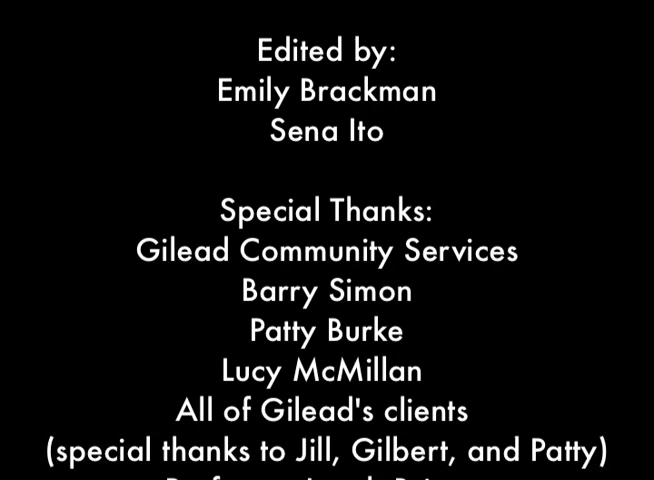 Edited by:
Emily Brackman
Sena Ito
Special Thanks:
Gilead Community Services
Barry Simon
Patty Burke
Lucy McMillan
All of Gilead's clients
(special thanks to Jill, Gilbert, and Patty)